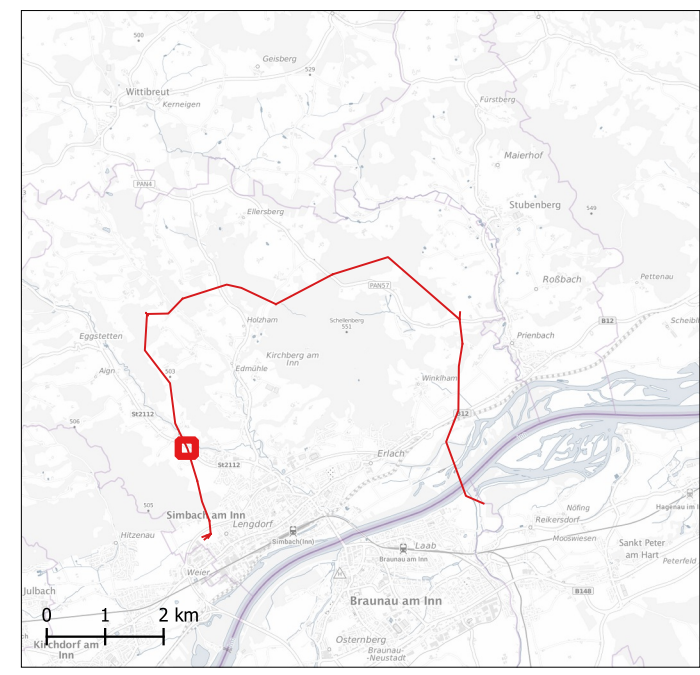 500
Geisberg
529
Wittibreut
Kerneigen
Fürstberg
Maierhof
PAN4
Stubenberg
549
Ellersberg
Pettenau
Roßbach
PAN57
Holzham
Schellenberg
551
B12
Scheibl
Eggstetten
Prienbach
Kirchberg am
Inn
Aign
503
Edmühle
Winklham
St2112
B12
506
Erlach
St2112
505
Simbach am Inn
Lengdorf
Nöfing
Hagenau im I
Hitzenau
Reikersdorf
Simbach(Inn)
Mooswiesen
Sankt Peter
am Hart
Laab
Braunau am Inn
Peterfeld
Weier
Julbach
B148
Braunau am Inn
0 1 2 km
Kirchdorf am
Inn
Osternberg
Braunau-
-Neustadt